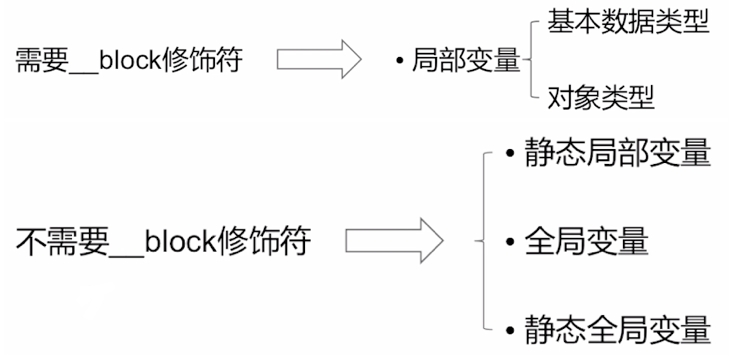 需要__block修饰符
• 局部变量
基本数据类型
对象类型
不需要__block修饰符
• 静态局部变量
• 全局变量
• 静态全局变量